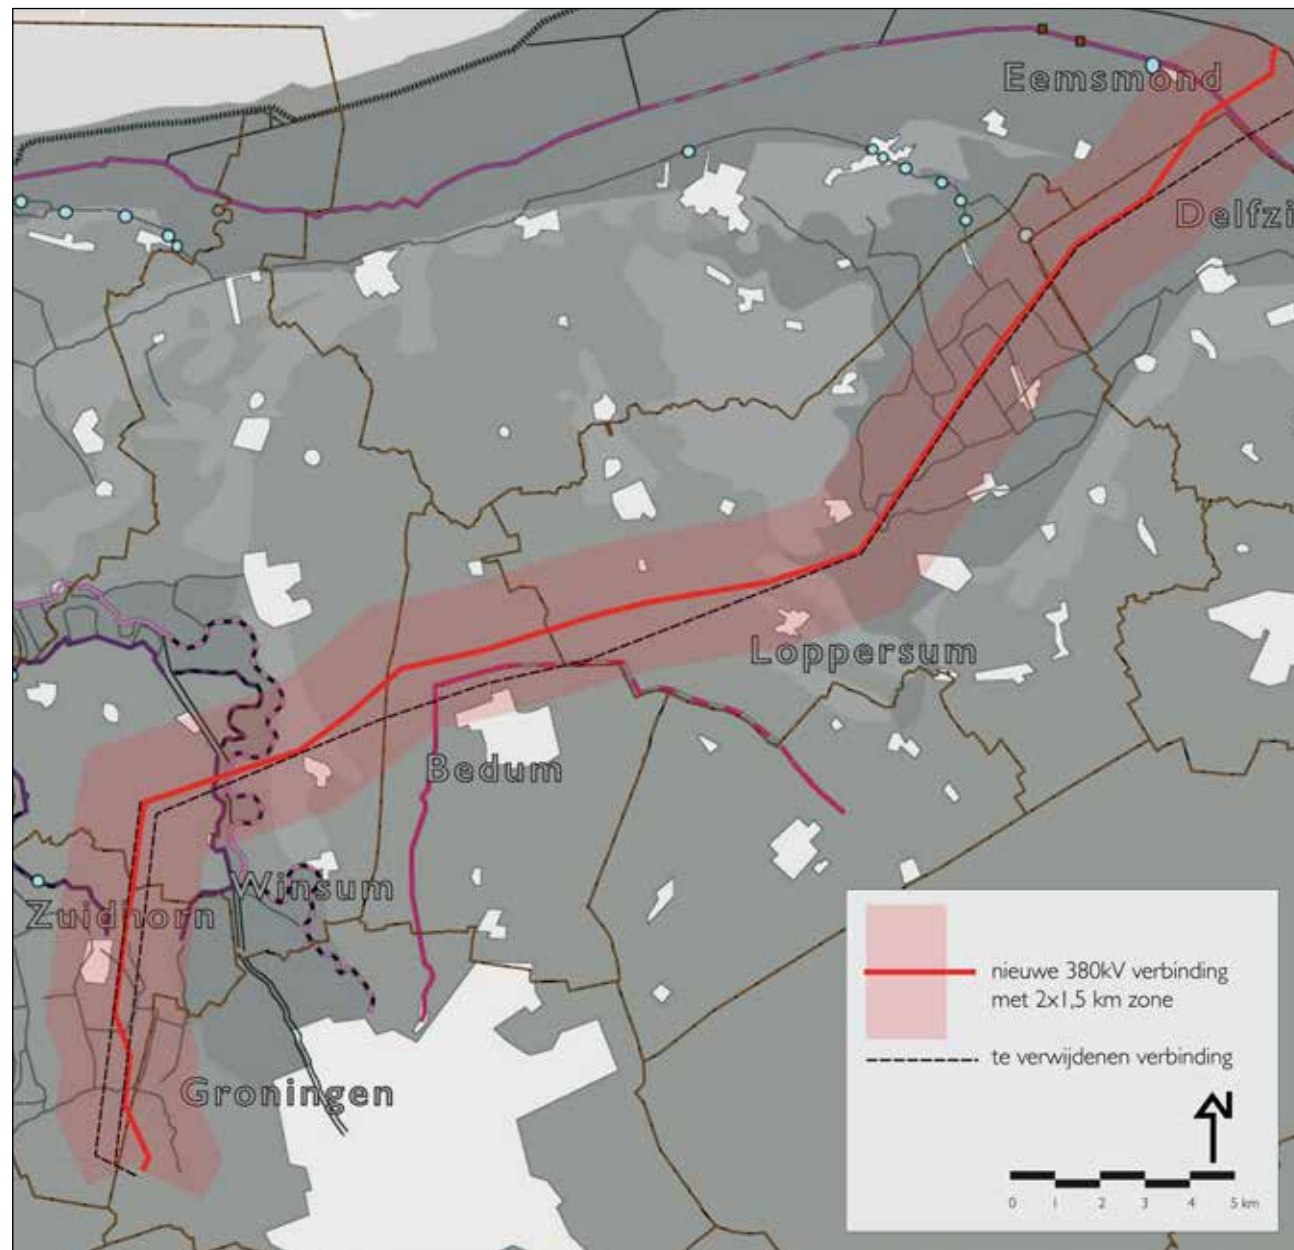 Eemsmond
Delfzi
Loppersum
Bedum
Winsum
Zuidhorn
Groningen
nieuwe 380kV verbinding
met 2x1,5 km zone
te verwijdenen verbinding
N
0 1 2 3 4 5 km